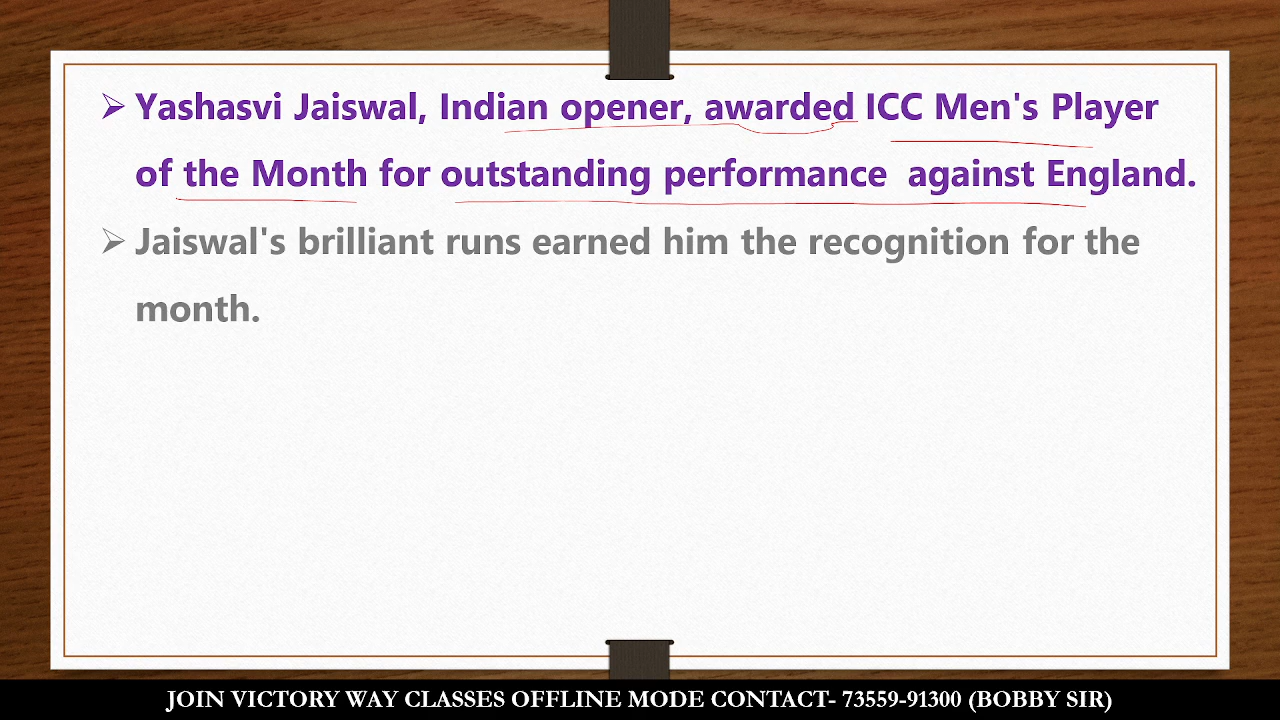 ➢ Yashasvi Jaiswal, Indian opener, awarded ICC Men's Player
of the Month for outstanding performance against England.
➢ Jaiswal's brilliant runs earned him the recognition for the
month.
JOIN VICTORY WAY CLASSES OFFLINE MODE CONTACT- 73559-91300 (BOBBY SIR)